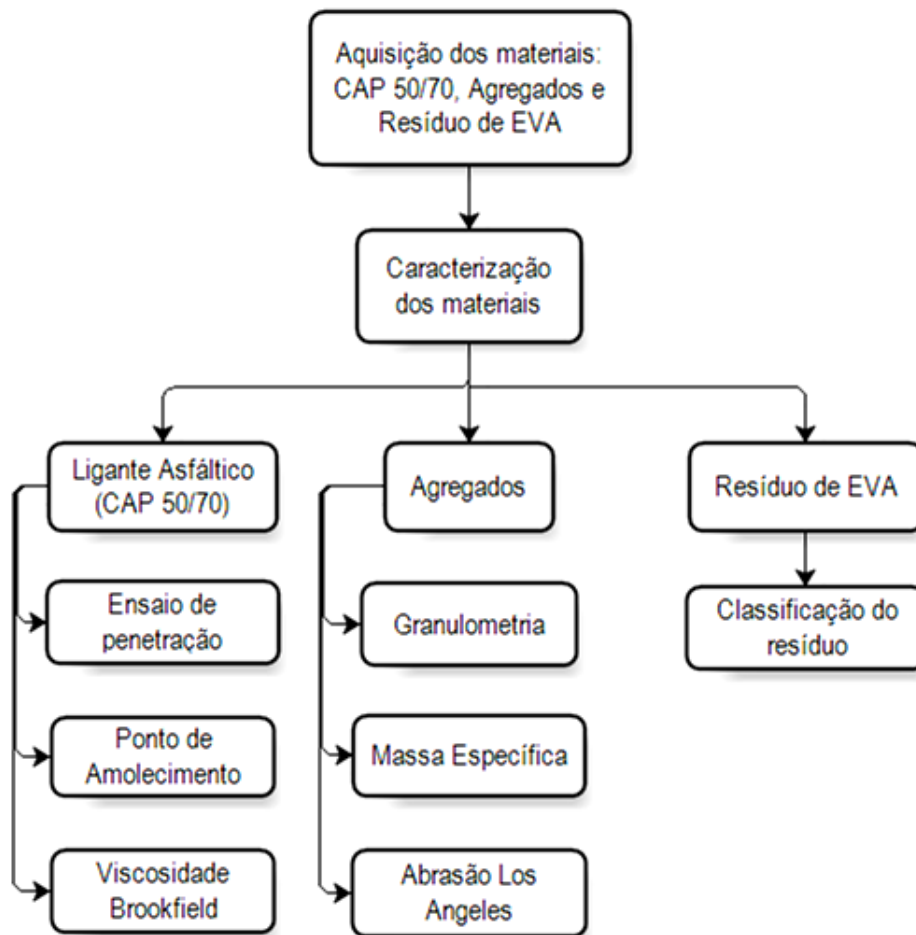 Aquisição dos materiais:
CAP 50/70, Agregados e
Resíduo de EVA
Caracterização
dos materiais
Ligante Asfáltico
(CAP 50/70)
Agregados
Resíduo de EVA
Ensaio de
penetração
Granulometria
Classificação do
resíduo
Ponto de
Amolecimento
Massa Específica
Viscosidade
Brookfield
Abrasão Los
Angeles